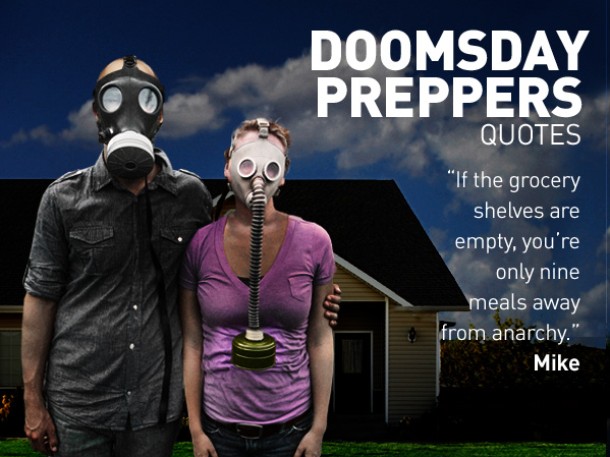 DOOMSDAY
PREPPERS
QUOTES
“If the grocery
shelves are
empty, you’re
only nine
meals away
from anarchy.”
Mike